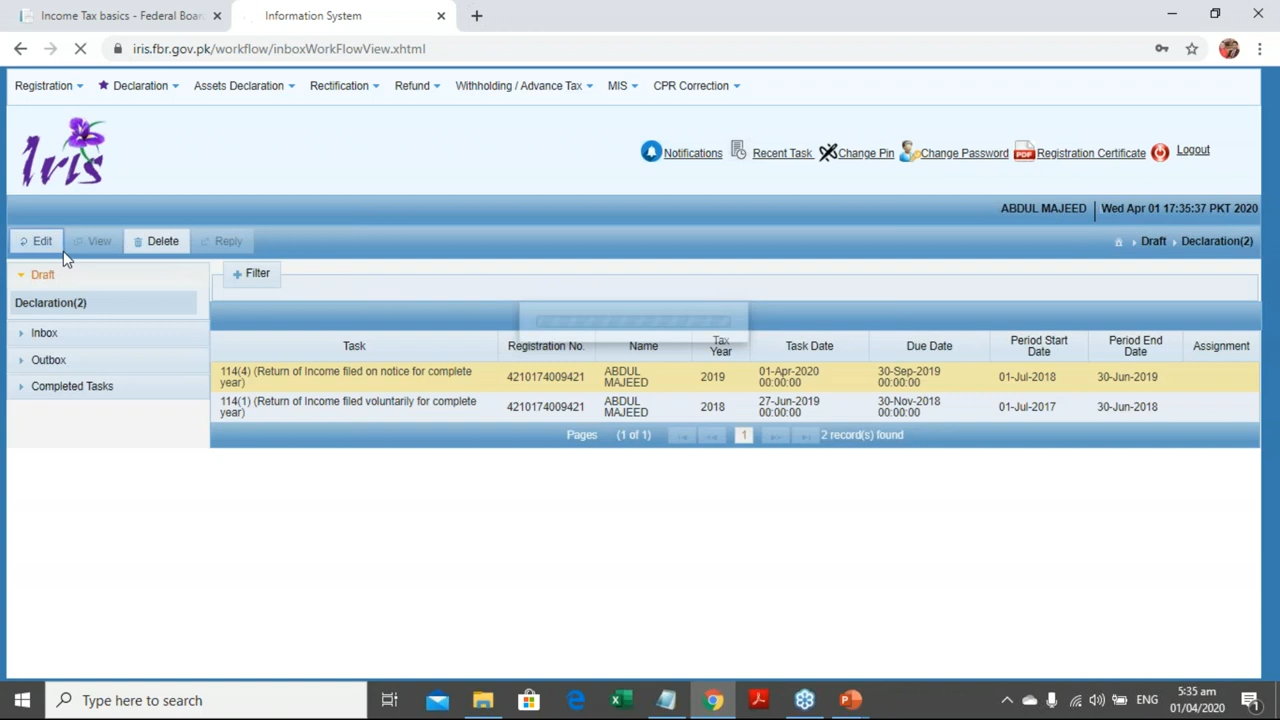 Income Tax basics - Federal Boar
Information System
iris.fbr.gov.pk/workflow/inboxWorkFlowView.xhtml
Registration Declaration Assets Declaration Rectification Refund Withholding / Advance Tax MIS CPR Correction
Iris
Notifications Recent Task Change Pin Change Password PDF Registration Certificate Logout
ABDUL MAJEED Wed Apr 01 17:35:37 PKT 2020
Edit View Delete Reply Draft Declaration(2)
Draft
Declaration(2)
Inbox
Outbox
Completed Tasks
Filter
Task Registration No. Name Tax Year Task Date Due Date Period Start Date Period End Date Assignment
114(4) (Return of Income filed on notice for complete year) 4210174009421 ABDUL MAJEED 2019 01-Apr-2020 00:00:00 30-Sep-2019 00:00:00 01-Jul-2018 30-Jun-2019
114(1) (Return of Income filed voluntarily for complete year) 4210174009421 ABDUL MAJEED 2018 27-Jun-2019 00:00:00 30-Nov-2018 00:00:00 01-Jul-2017 30-Jun-2018
Pages (1 of 1) 1 2 record(s) found
Type here to search
ENG
5:35 am
01/04/2020
1